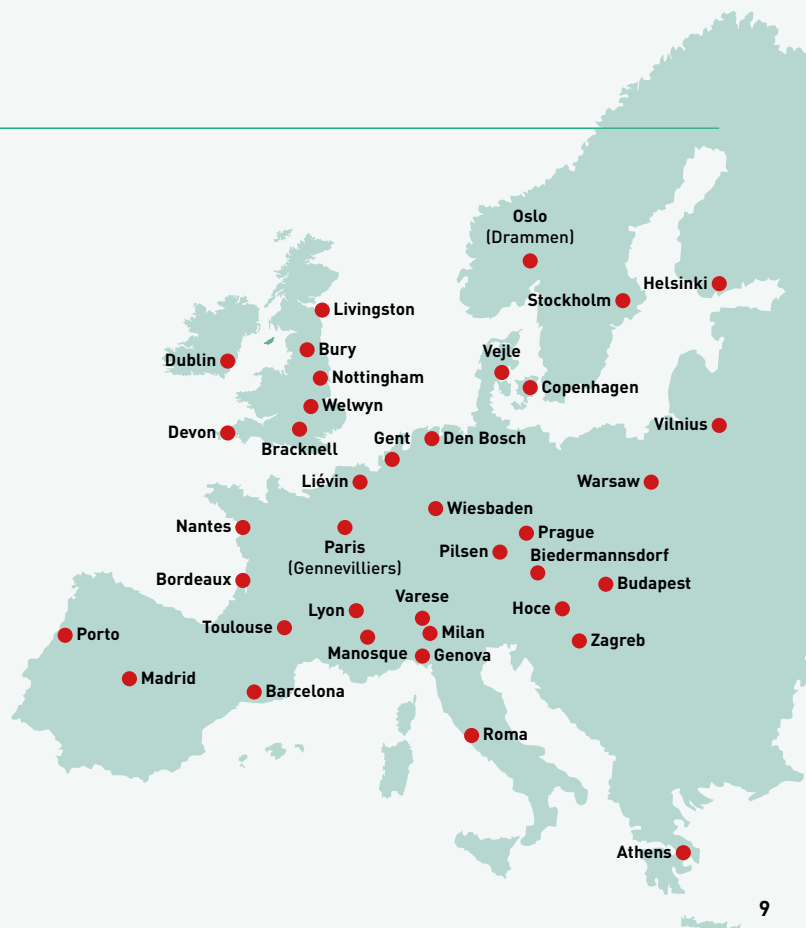 Oslo
(Drammen)
Helsinki
Stockholm
Livingston
Bury
Vejle
Dublin
Nottingham
Copenhagen
Welwyn
Vilnius
Devon
Gent
Den Bosch
Bracknell
Liévin
Warsaw
Wiesbaden
Nantes
Prague
Paris
(Gennevilliers)
Pilsen
Biedermannsdorf
Bordeaux
Budapest
Varese
Lyon
Hoce
Toulouse
Porto
Milan
Zagreb
Manosque
Genova
Madrid
Barcelona
Roma
Athens
9